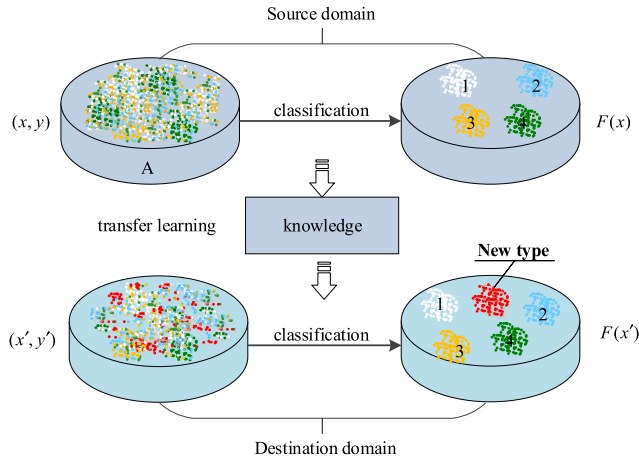 Source domain
1
2
(x, y)
classification
F(x)
3
4
A
transfer learning
knowledge
New type
1
2
(x′, y′)
classification
F(x′)
3
4
Destination domain